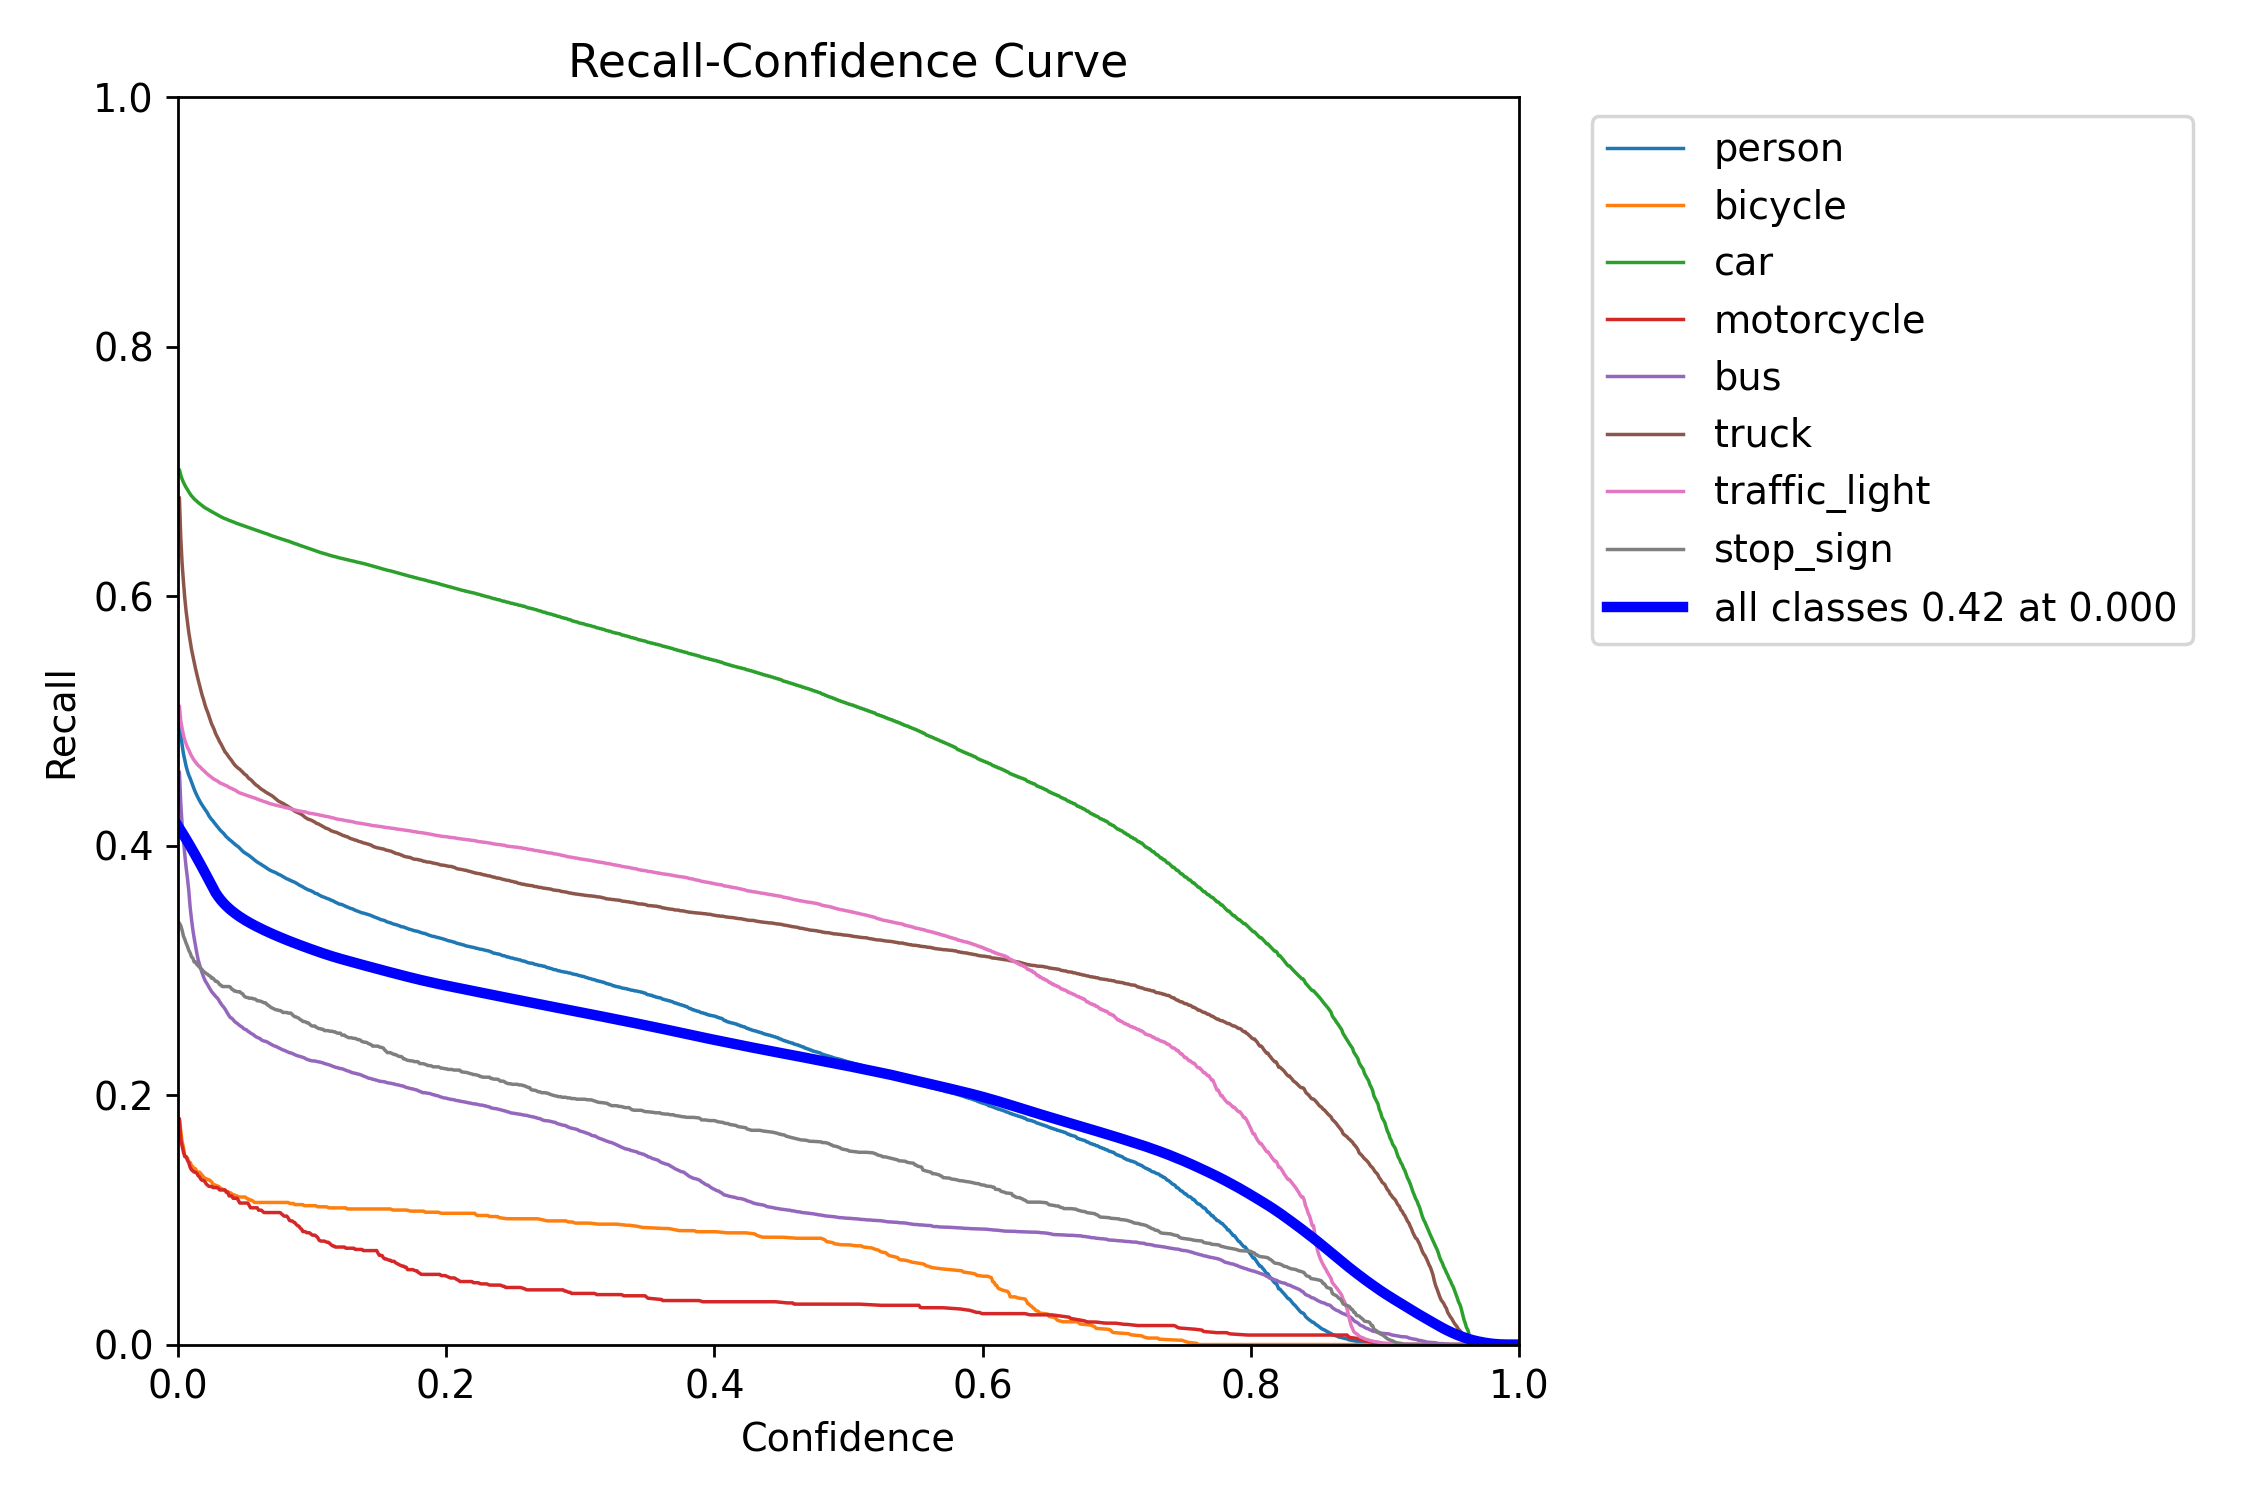 Recall-Confidence Curve
1.0
0.8
0.6
0.4
0.2
0.0
Recall
0.0 0.2 0.4 0.6 0.8 1.0
Confidence
person
bicycle
car
motorcycle
bus
truck
traffic_light
stop_sign
all classes 0.42 at 0.000